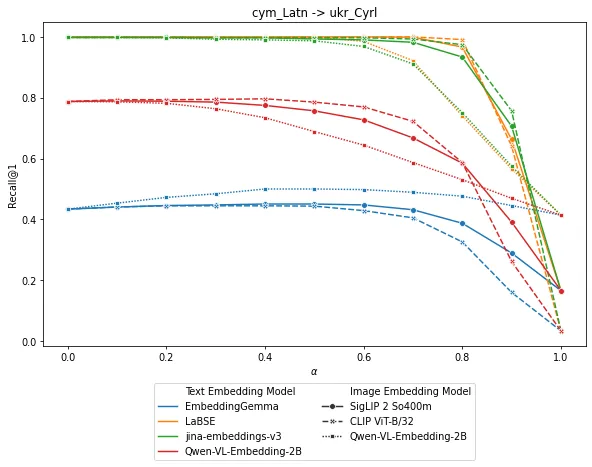 cym_Latn -> ukr_Cyrl
Recall@1
1.0
0.8
0.6
0.4
0.2
0.0
0.0 0.2 0.4 0.6 0.8 1.0
α
Text Embedding Model
EmbeddingGemma
LaBSE
jina-embeddings-v3
Qwen-VL-Embedding-2B
Image Embedding Model
SigLIP 2 So400m
CLIP ViT-B/32
Qwen-VL-Embedding-2B